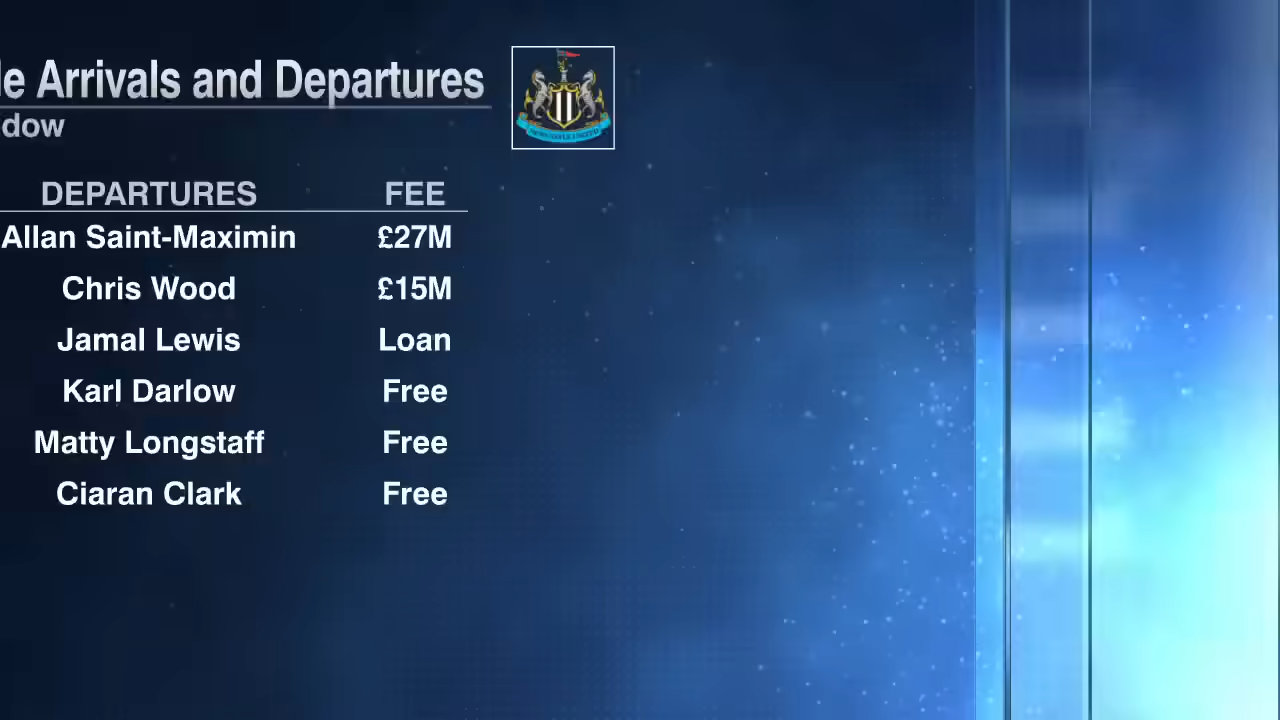 le Arrivals and Departures
dow
DEPARTURES FEE
Allan Saint-Maximin £27M
Chris Wood £15M
Jamal Lewis Loan
Karl Darlow Free
Matty Longstaff Free
Ciaran Clark Free